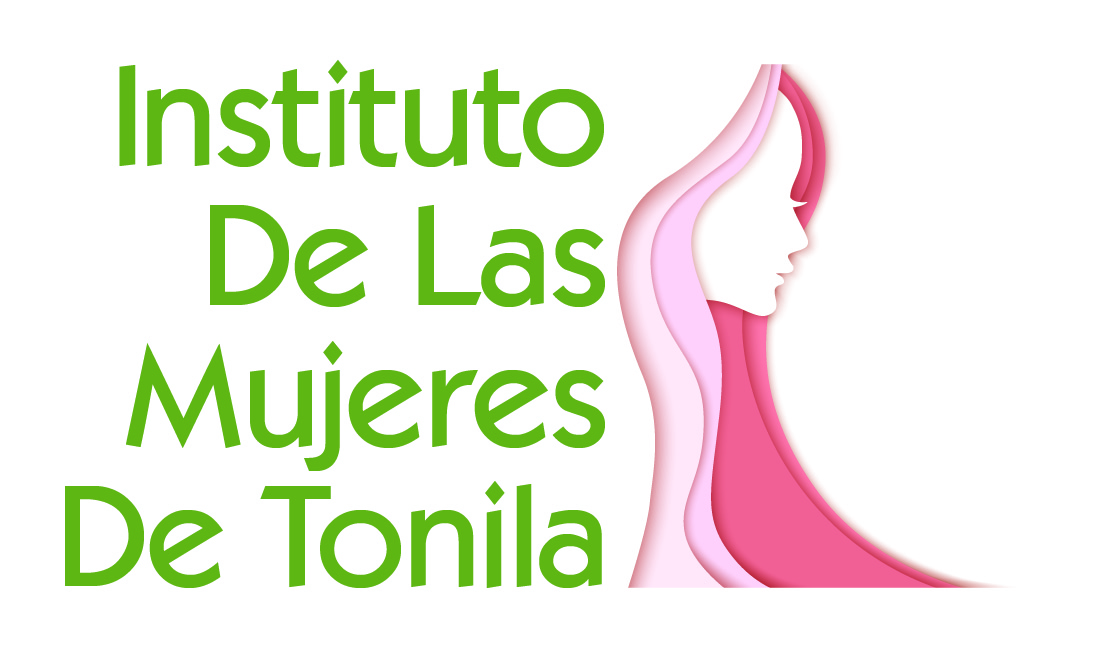 Instituto
De Las
Mujeres
De Tonila